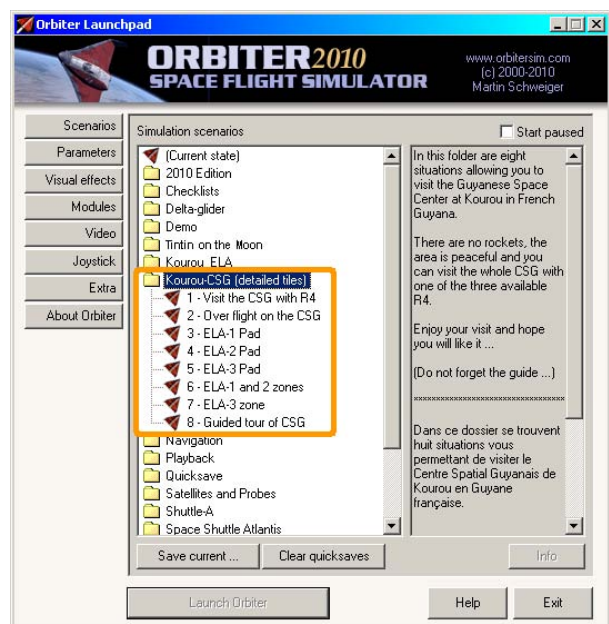 Orbiter Launchpad
ORBITER 2010
SPACE FLIGHT SIMULATOR
www.orbitersim.com
(c) 2000-2010
Martin Schweiger
Scenarios
Parameters
Visual effects
Modules
Video
Joystick
Extra
About Orbiter
Simulation scenarios
Start paused
(Current state)
2010 Edition
Checklists
Delta-glider
Demo
Tintin on the Moon
Kourou_ELA
Kourou-CSG (detailed tiles)
1 - Visit the CSG with R4
2 - Over flight on the CSG
3 - ELA-1 Pad
4 - ELA-2 Pad
5 - ELA-3 Pad
6 - ELA-1 and 2 zones
7 - ELA-3 zone
8 - Guided tour of CSG
Navigation
Playback
Quicksave
Satellites and Probes
Shuttle-A
Space Shuttle Atlantis
In this folder are eight
situations allowing you to
visit the Guyanese Space
Center at Kourou in French
Guyana.
There are no rockets, the
area is peaceful and you
can visit the whole CSG with
one of the three available
R4.
Enjoy your visit and hope
you will like it ...
(Do not forget the guide ...)
Dans ce dossier se trouvent
huit situations vous
permettant de visiter le
Centre Spatial Guyanais de
Kourou en Guyane
française.
Save current ...
Clear quicksaves
Info
Launch Orbiter
Help
Exit